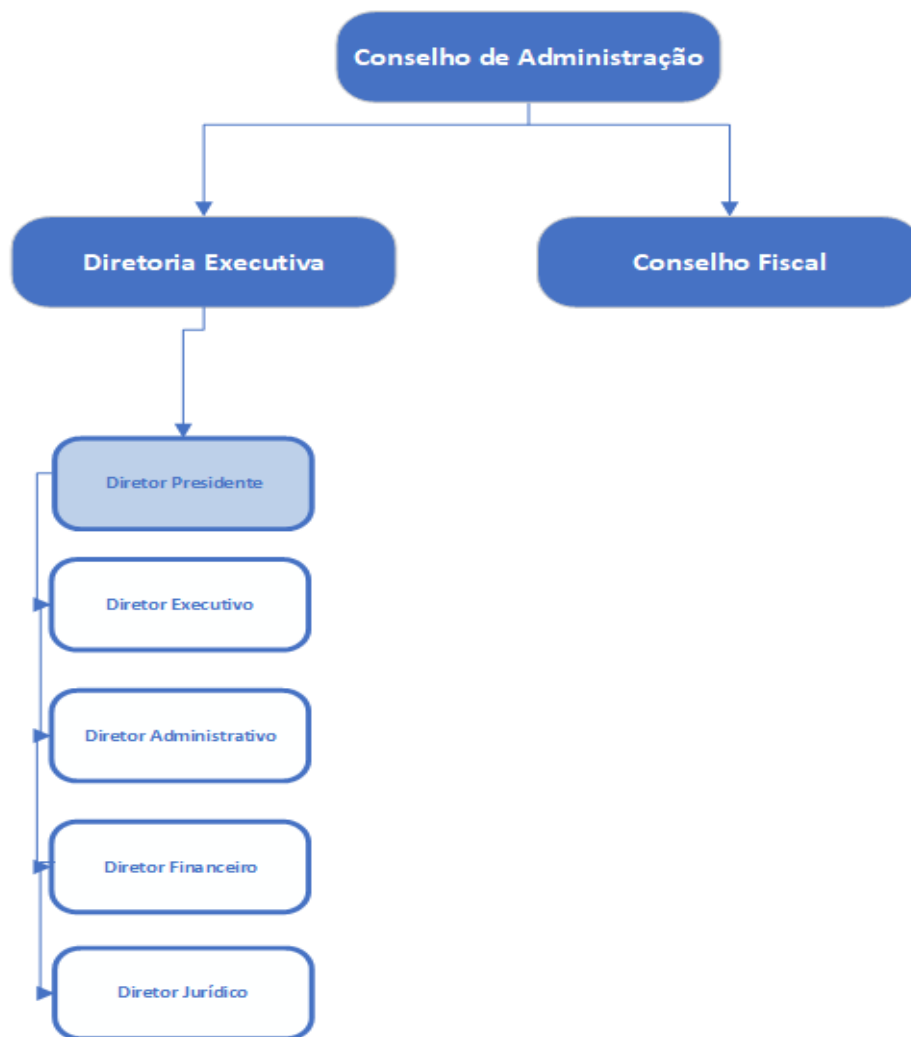 Conselho de Administração
Diretoria Executiva
Conselho Fiscal
Diretor Presidente
Diretor Executivo
Diretor Administrativo
Diretor Financeiro
Diretor Jurídico